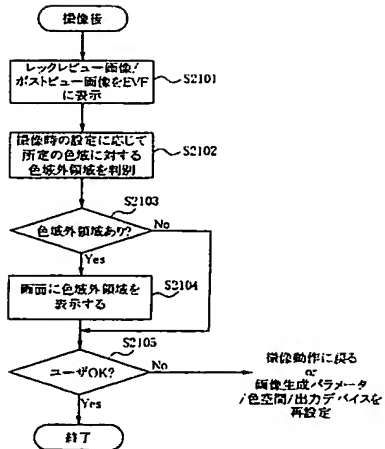 撮像後
レックレビュー画像/
ポストビュー画像をEVF
に表示
S2101
撮像時の設定に応じて
所定の色域に対する
色域外領域を判別
S2102
S2103
色域外領域あり?
No
Yes
画面に色域外領域を
表示する
S2104
S2105
ユーザOK?
No
Yes
撮像動作に戻る
or
画像生成パラメータ
/色空間/出力デバイスを
再設定
終了